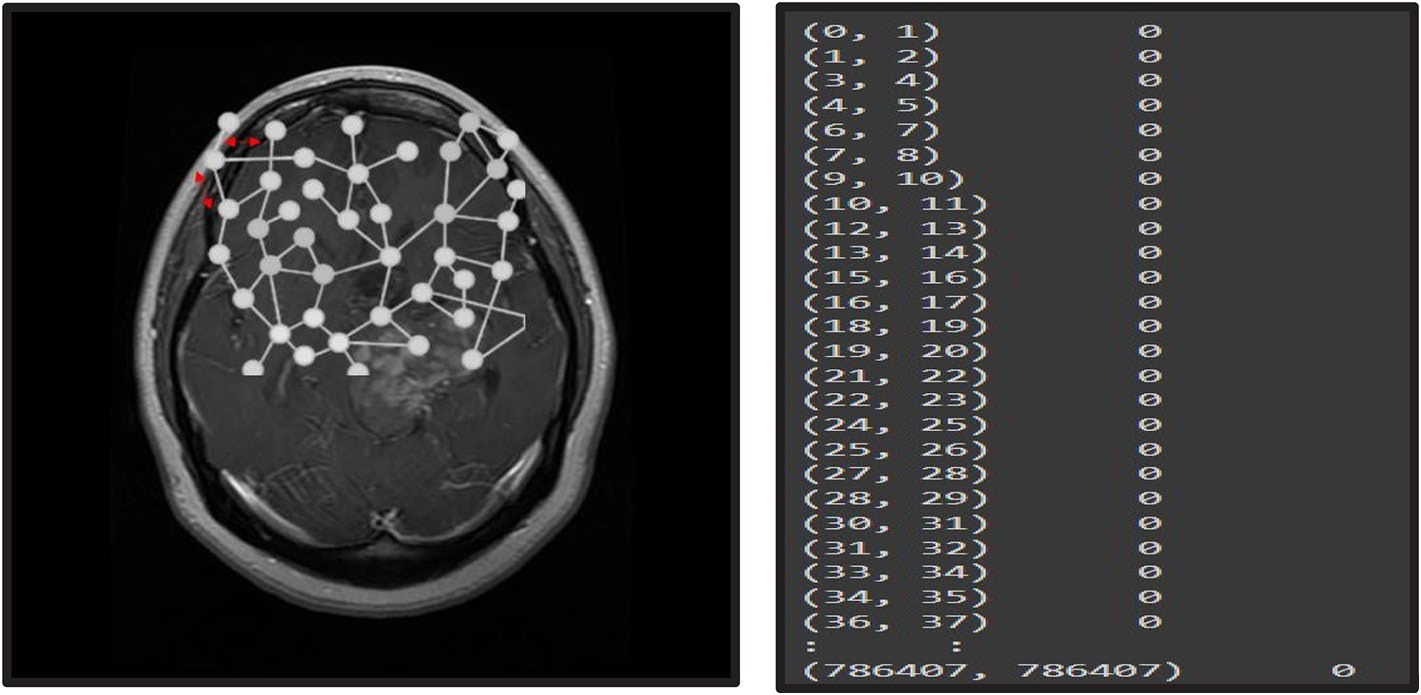 (0, 1) 0
(1, 2) 0
(3, 4) 0
(4, 5) 0
(6, 7) 0
(7, 8) 0
(9, 10) 0
(10, 11) 0
(12, 13) 0
(13, 14) 0
(15, 16) 0
(16, 17) 0
(18, 19) 0
(19, 20) 0
(21, 22) 0
(22, 23) 0
(24, 25) 0
(25, 26) 0
(27, 28) 0
(28, 29) 0
(30, 31) 0
(31, 32) 0
(33, 34) 0
(34, 35) 0
(36, 37) 0
: :
(786407, 786407) 0